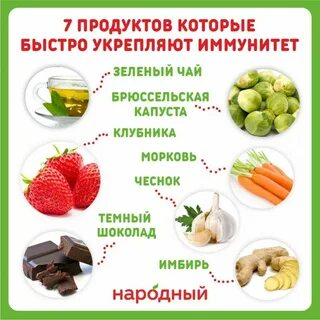 7 ПРОДУКТОВ КОТОРЫЕ
БЫСТРО УКРЕПЛЯЮТ ИММУНИТЕТ
ЗЕЛЕНЫЙ ЧАЙ
БРЮССЕЛЬСКАЯ
КАПУСТА
КЛУБНИКА
МОРКОВЬ
ЧЕСНОК
ТЕМНЫЙ
ШОКОЛАД
ИМБИРЬ
народный